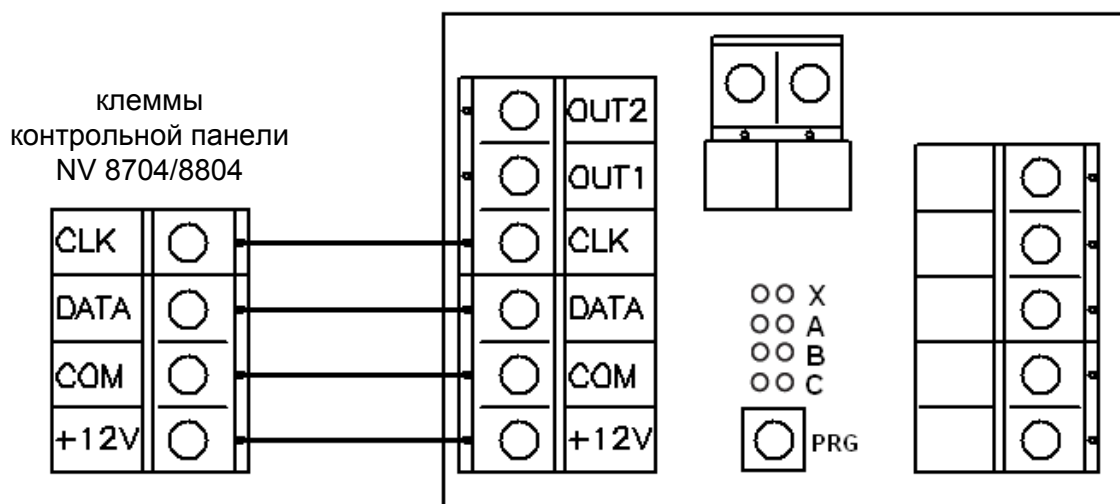 клеммы
контрольной панели
NV 8704/8804
CLK
DATA
COM
+12V
OUT2
OUT1
CLK
DATA
COM
+12V
X
A
B
C
PRG